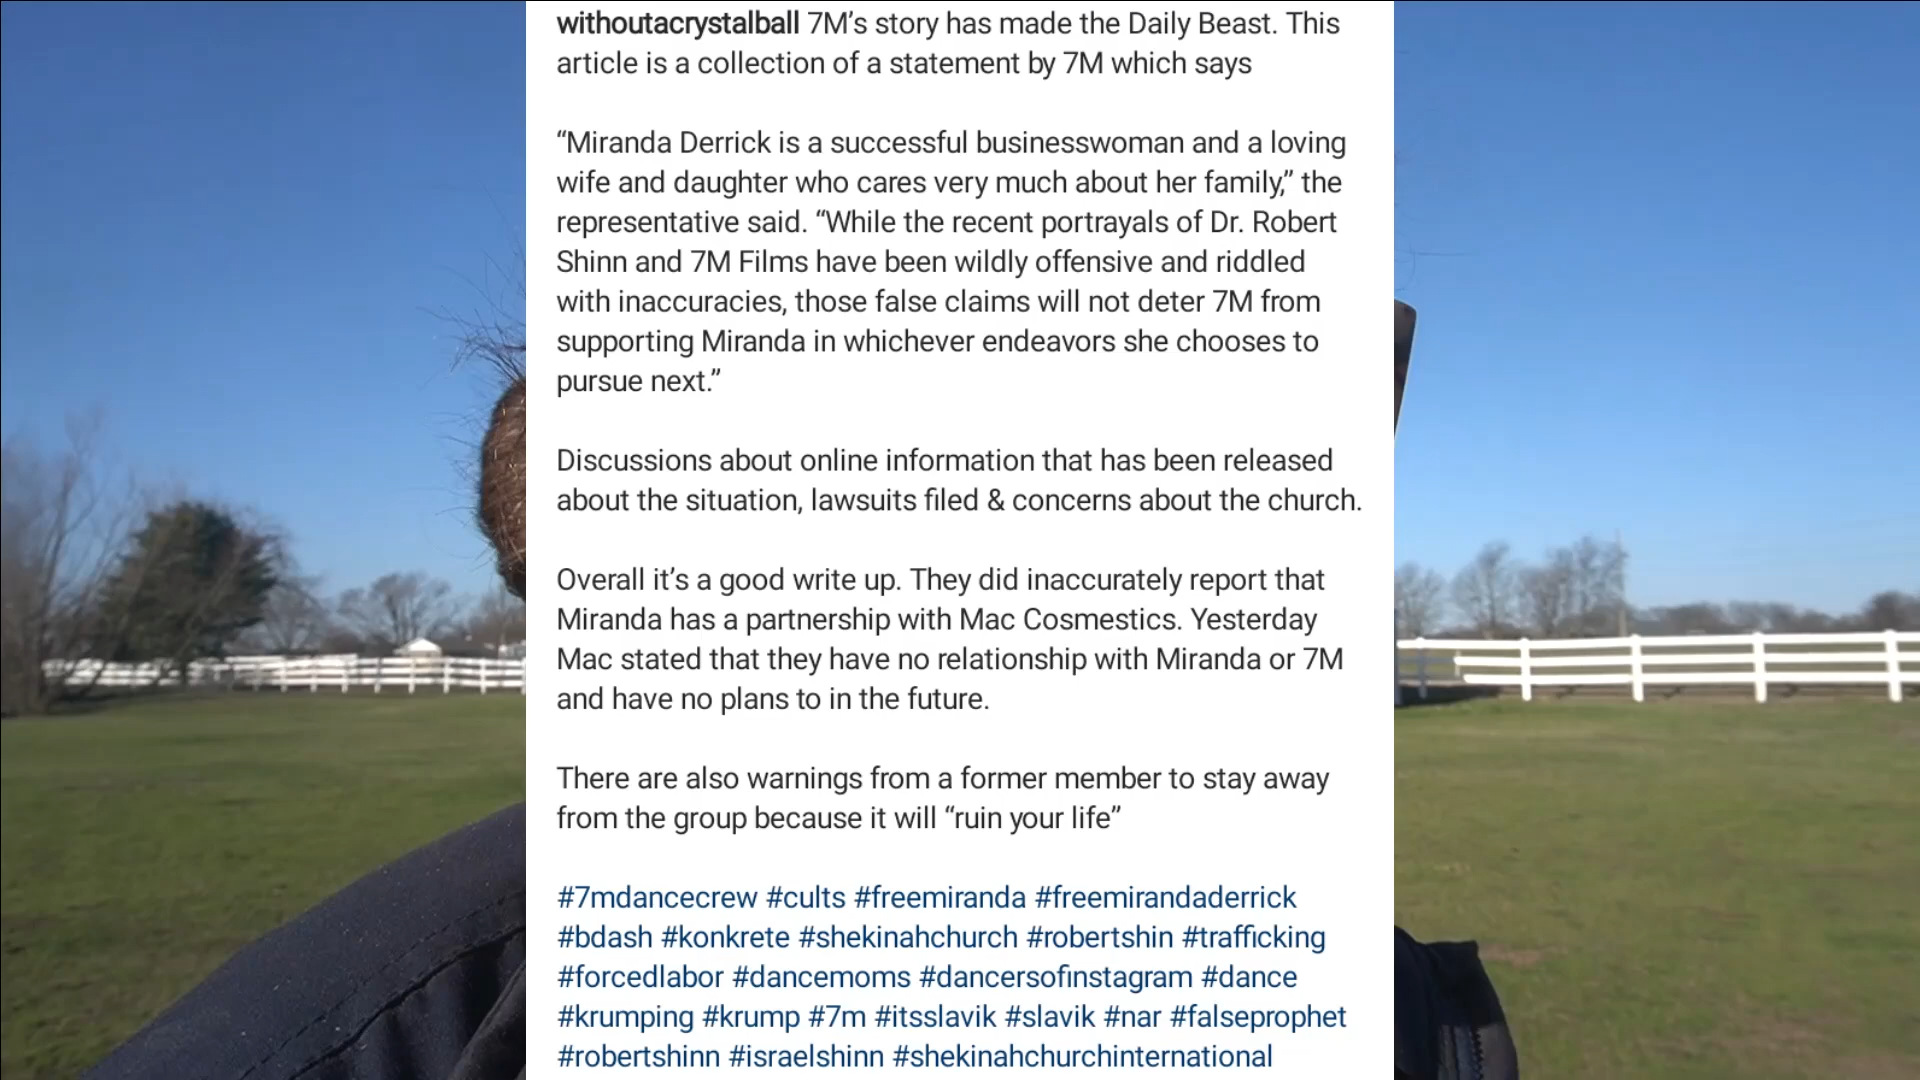 withoutacrystalball 7M’s story has made the Daily Beast. This
article is a collection of a statement by 7M which says
“Miranda Derrick is a successful businesswoman and a loving
wife and daughter who cares very much about her family,” the
representative said. “While the recent portrayals of Dr. Robert
Shinn and 7M Films have been wildly offensive and riddled
with inaccuracies, those false claims will not deter 7M from
supporting Miranda in whichever endeavors she chooses to
pursue next.”
Discussions about online information that has been released
about the situation, lawsuits filed & concerns about the church.
Overall it’s a good write up. They did inaccurately report that
Miranda has a partnership with Mac Cosmestics. Yesterday
Mac stated that they have no relationship with Miranda or 7M
and have no plans to in the future.
There are also warnings from a former member to stay away
from the group because it will “ruin your life”
#7mdancecrew #cults #freemiranda #freemirandaderrick
#bdash #konkrete #shekinahchurch #robertshin #trafficking
#forcedlabor #dancemoms #dancersofinstagram #dance
#krumping #krump #7m #itsslavik #slavik #nar #falseprophet
#robertshinn #israelshinn #shekinahchurchinternational